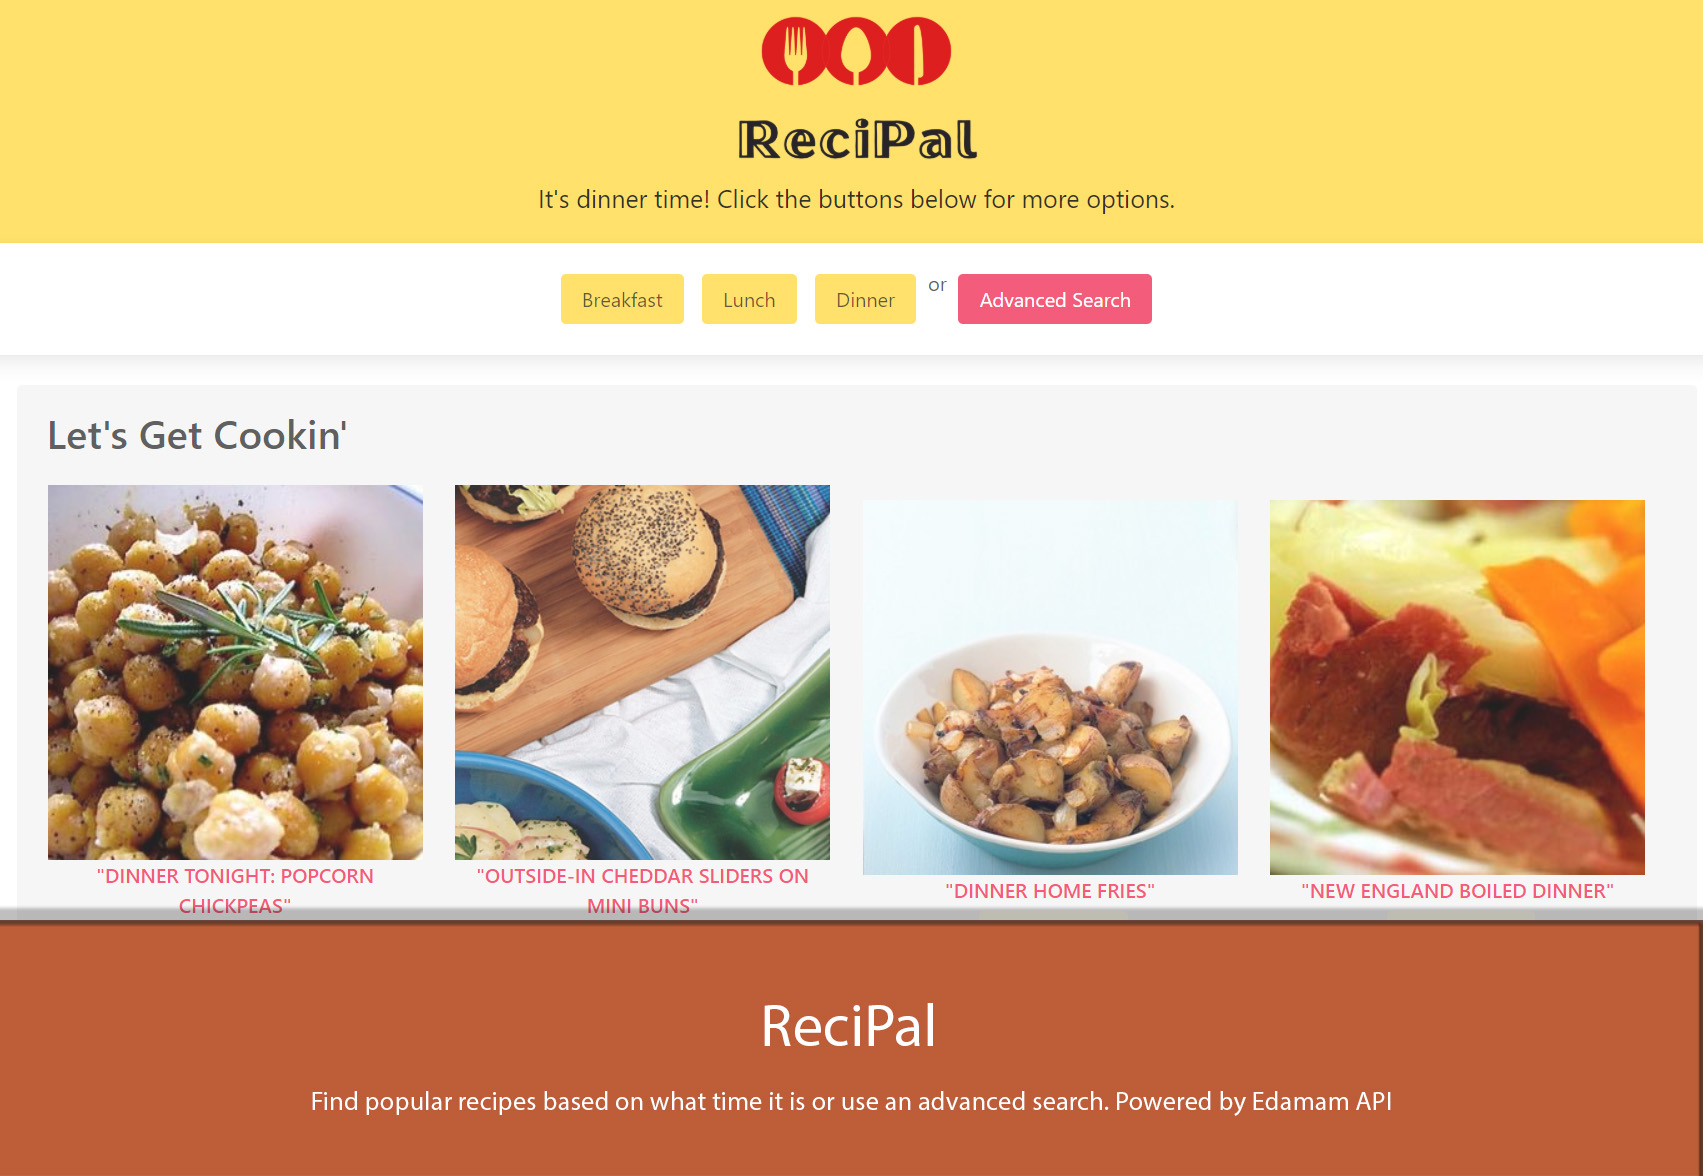 ReciPal
It's dinner time! Click the buttons below for more options.
Breakfast Lunch Dinner or Advanced Search
Let's Get Cookin'
"DINNER TONIGHT: POPCORN
CHICKPEAS"
"OUTSIDE-IN CHEDDAR SLIDERS ON
MINI BUNS"
"DINNER HOME FRIES"
"NEW ENGLAND BOILED DINNER"
ReciPal
Find popular recipes based on what time it is or use an advanced search. Powered by Edamam API